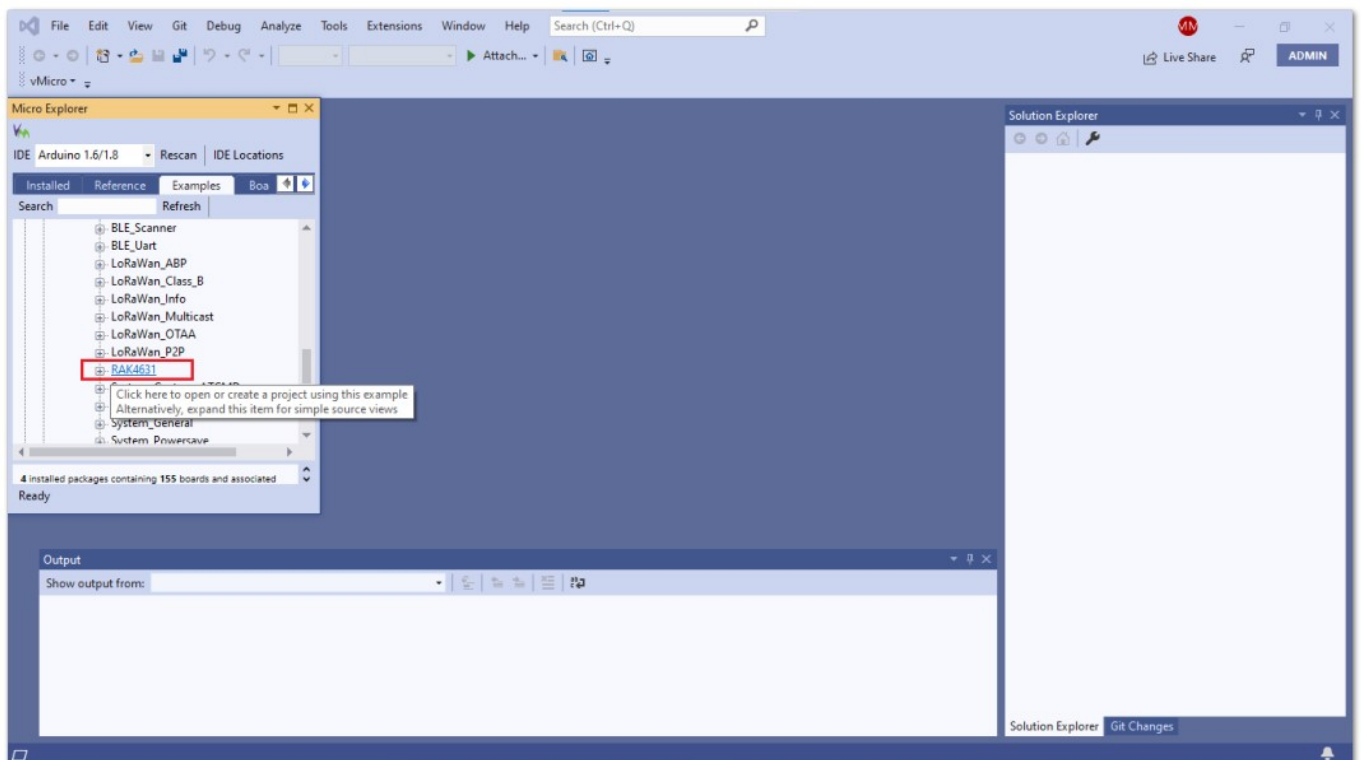 File Edit View Git Debug Analyze Tools Extensions Window Help Search (Ctrl+Q) MM
Attach... Live Share ADMIN
vMicro
Micro Explorer
IDE Arduino 1.6/1.8 Rescan IDE Locations
Installed Reference Examples Boa
Search Refresh
BLE_Scanner
BLE_Uart
LoRaWan_ABP
LoRaWan_Class_B
LoRaWan_Info
LoRaWan_Multicast
LoRaWan_OTAA
LoRaWan_P2P
RAK4631
Click here to open or create a project using this example
Alternatively, expand this item for simple source views
System_General
System_Powersave
4 installed packages containing 155 boards and associated
Ready
Output
Show output from:
Solution Explorer
Solution Explorer Git Changes